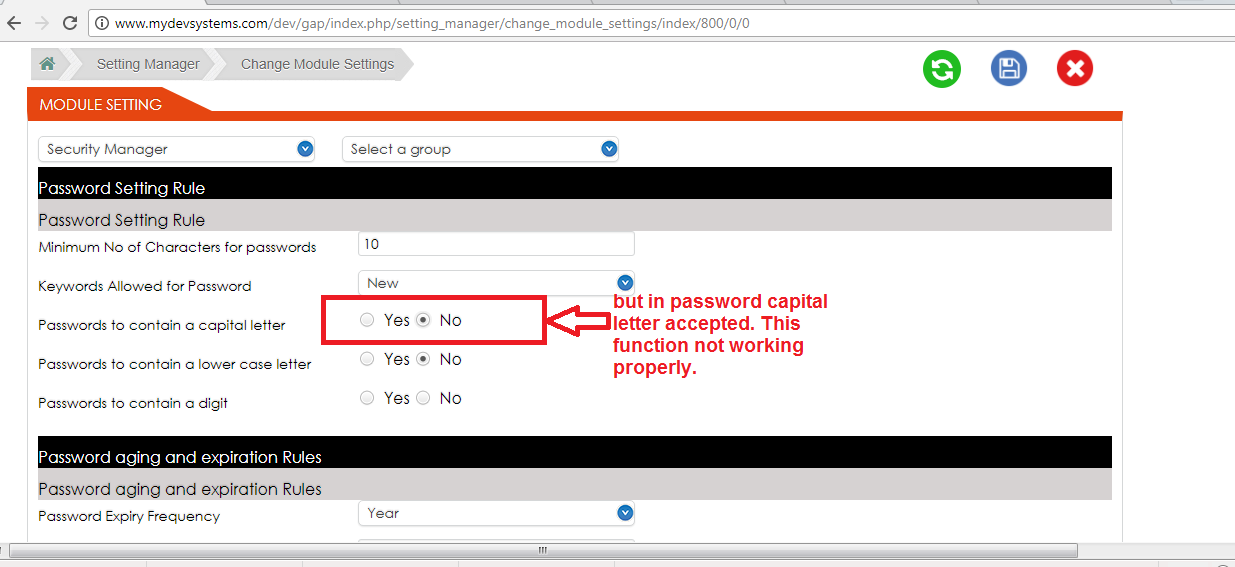 www.mydevsystems.com/dev/gap/index.php/setting_manager/change_module_settings/index/800/0/0
Setting Manager Change Module Settings
MODULE SETTING
Security Manager Select a group
Password Setting Rule
Password Setting Rule
Minimum No of Characters for passwords 10
Keywords Allowed for Password New
Passwords to contain a capital letter Yes No
but in password capital
letter accepted. This
function not working
properly.
Passwords to contain a lower case letter Yes No
Passwords to contain a digit Yes No
Password aging and expiration Rules
Password aging and expiration Rules
Password Expiry Frequency Year